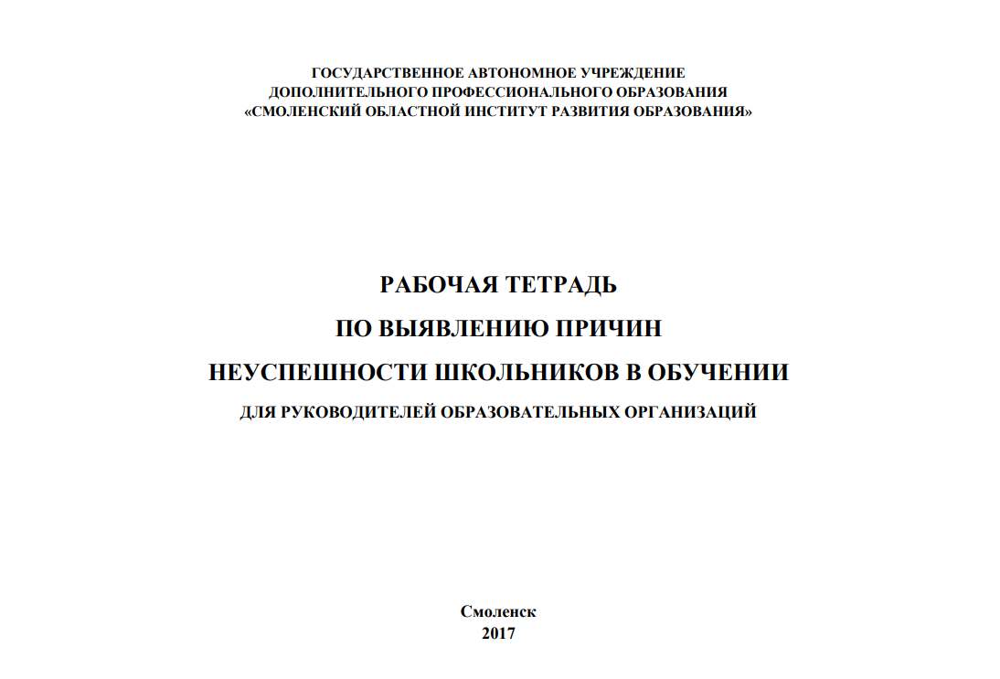 ГОСУДАРСТВЕННОЕ АВТОНОМНОЕ УЧРЕЖДЕНИЕ
ДОПОЛНИТЕЛЬНОГО ПРОФЕССИОНАЛЬНОГО ОБРАЗОВАНИЯ
«СМОЛЕНСКИЙ ОБЛАСТНОЙ ИНСТИТУТ РАЗВИТИЯ ОБРАЗОВАНИЯ»
РАБОЧАЯ ТЕТРАДЬ
ПО ВЫЯВЛЕНИЮ ПРИЧИН
НЕУСПЕШНОСТИ ШКОЛЬНИКОВ В ОБУЧЕНИИ
ДЛЯ РУКОВОДИТЕЛЕЙ ОБРАЗОВАТЕЛЬНЫХ ОРГАНИЗАЦИЙ
Смоленск
2017